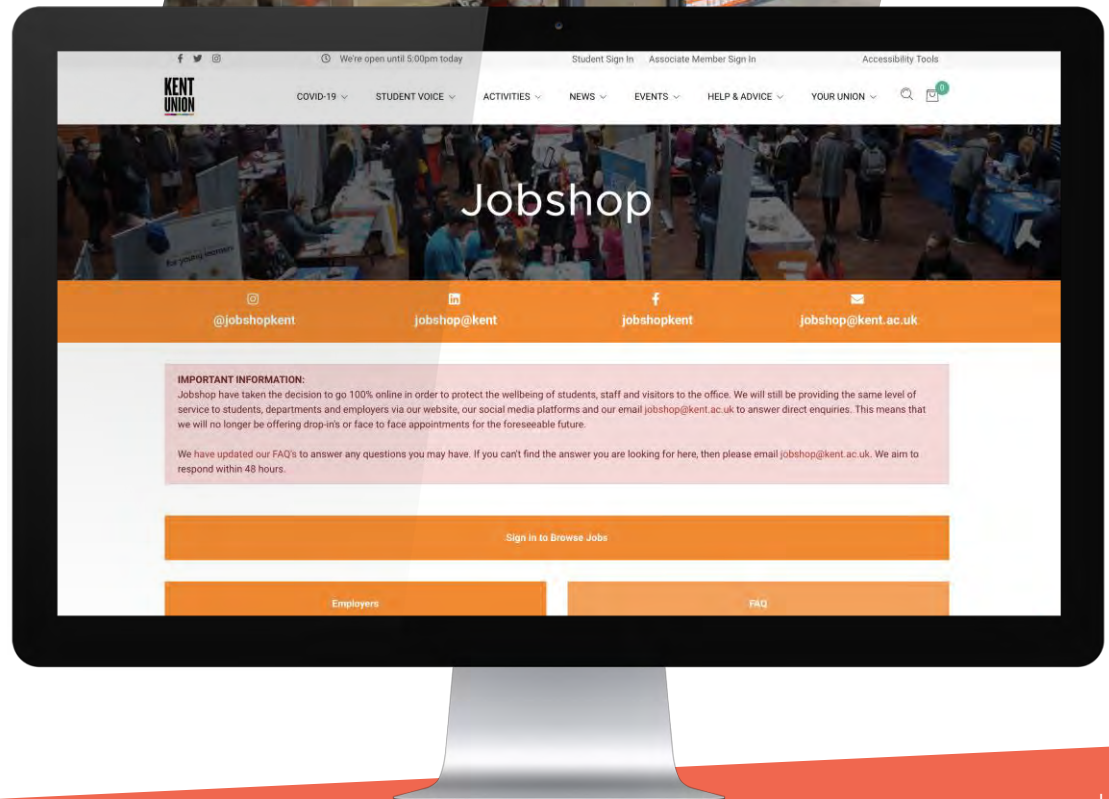 We're open until 5:00pm today
Student Sign In Associate Member Sign In
Accessibility Tools
KENT
UNION
COVID-19 STUDENT VOICE ACTIVITIES NEWS EVENTS HELP & ADVICE YOUR UNION 0
Jobshop
for young learners
@jobshopkent jobshop@kent jobshopkent jobshop@kent.ac.uk
IMPORTANT INFORMATION:
Jobshop have taken the decision to go 100% online in order to protect the wellbeing of students, staff and visitors to the office. We will still be providing the same level of
service to students, departments and employers via our website, our social media platforms and our email jobshop@kent.ac.uk to answer direct enquiries. This means that
we will no longer be offering drop-in's or face to face appointments for the foreseeable future.
We have updated our FAQ's to answer any questions you may have. If you can't find the answer you are looking for here, then please email jobshop@kent.ac.uk. We aim to
respond within 48 hours.
Sign in to Browse Jobs
Employers FAQ